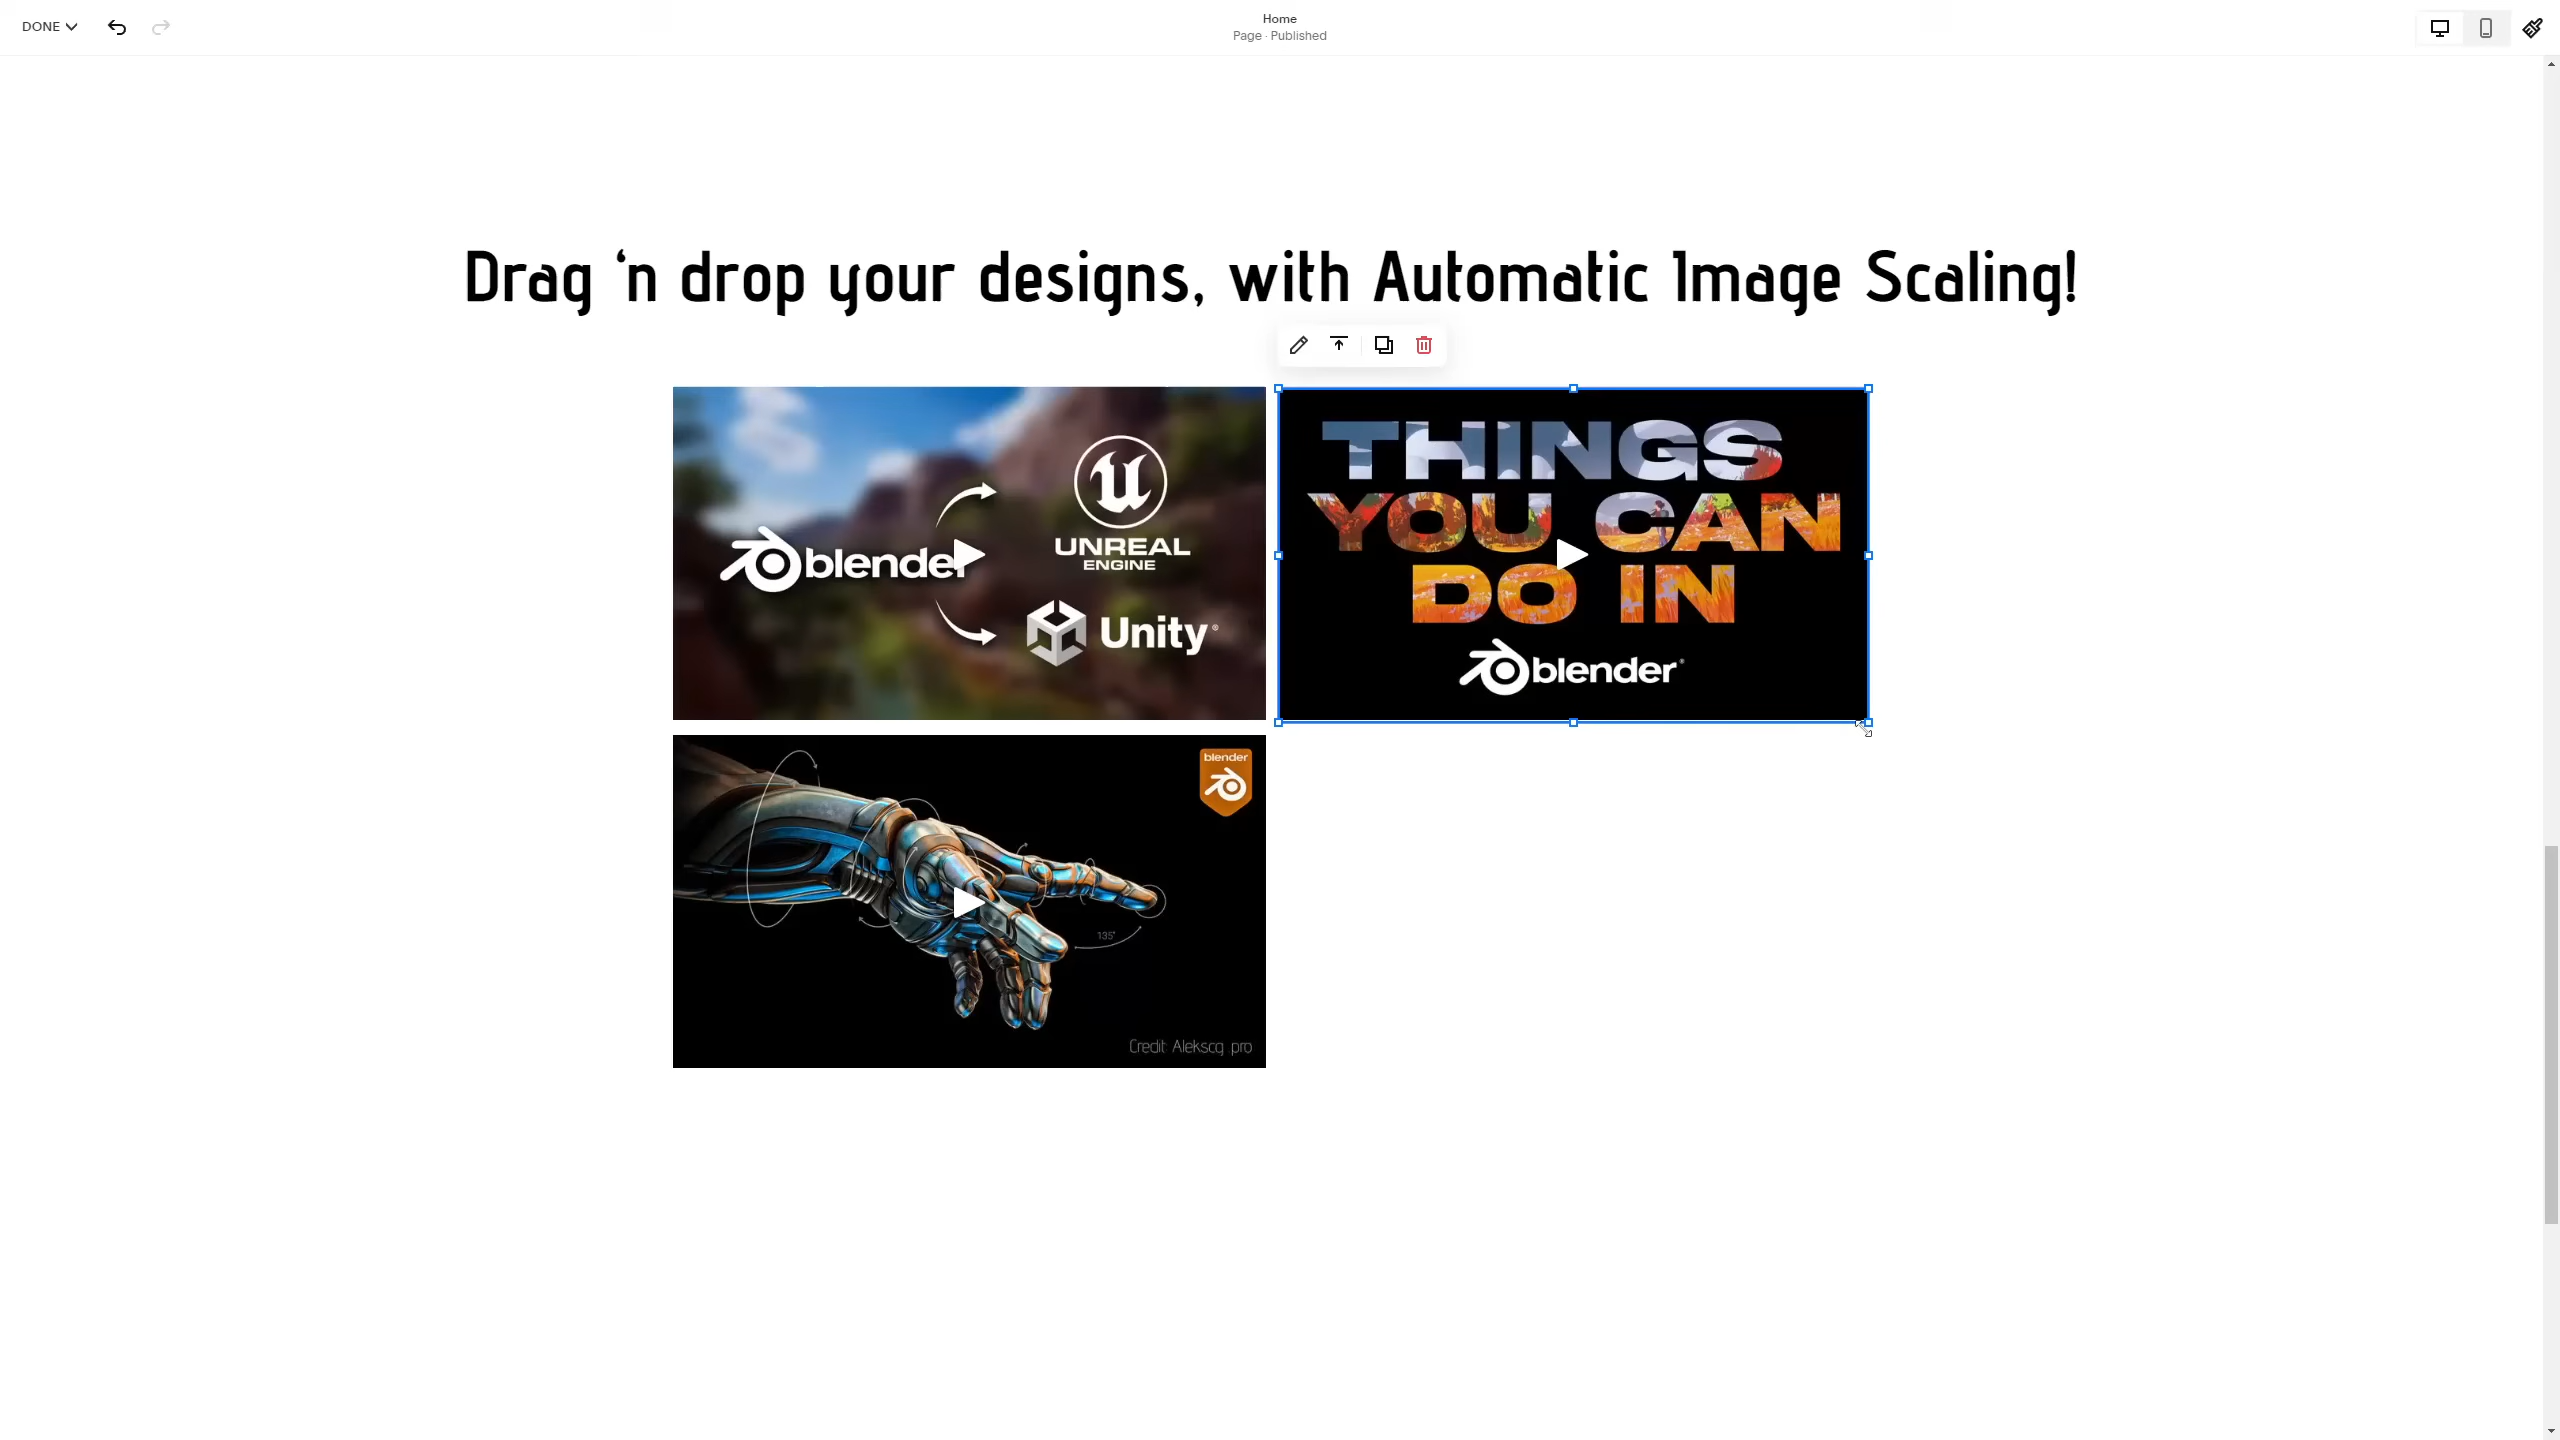 DONE
Home
Page · Published
Drag ‘n drop your designs, with Automatic Image Scaling!
blender
UNREAL
ENGINE
Unity®
THINGS
YOU CAN
DO IN
blender®
blender
135°
Credit: Alekscg pro